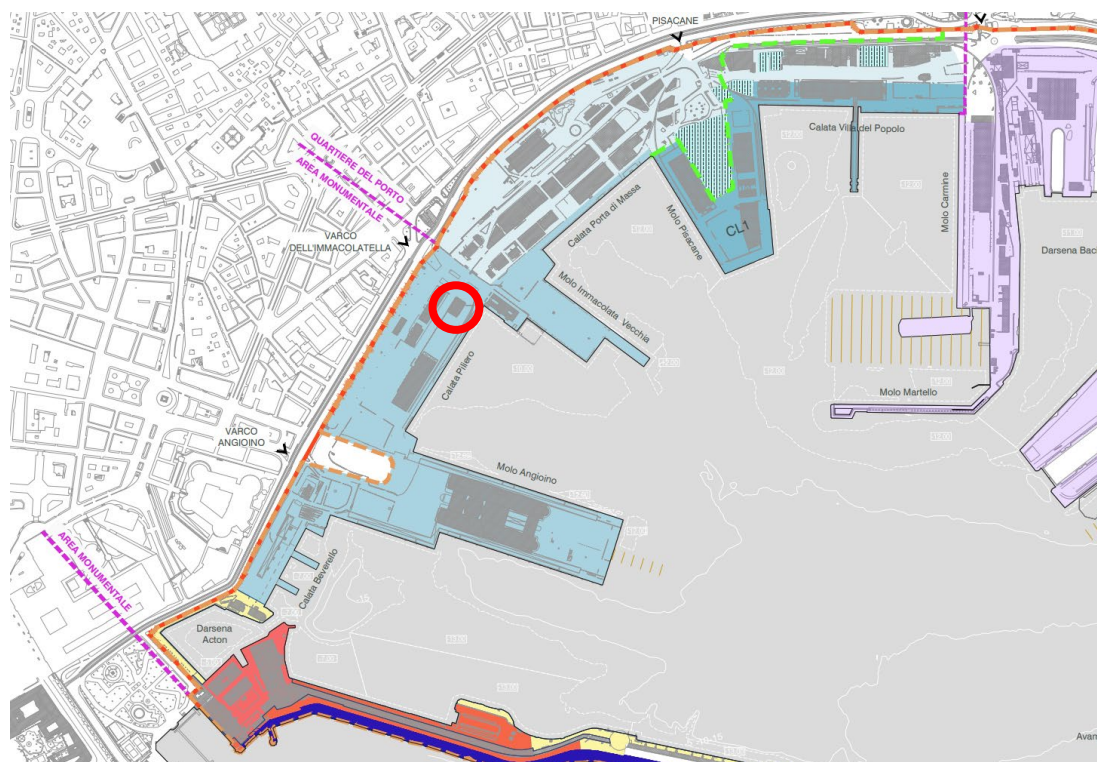 PISACANE
QUARTIERE DEL PORTO
AREA MONUMENTALE
VARCO
DELL'IMMACOLATELLA
Calata Villa del Popolo
CL1
Calata Porta di Massa
Molo Pisacane
Molo Carmine
Darsena Baci
Molo Immacolata Vecchia
Calata Piliero
Molo Martello
VARCO
ANGIOINO
Molo Angioino
AREA MONUMENTALE
Calata Beverello
Darsena
Acton
Avam